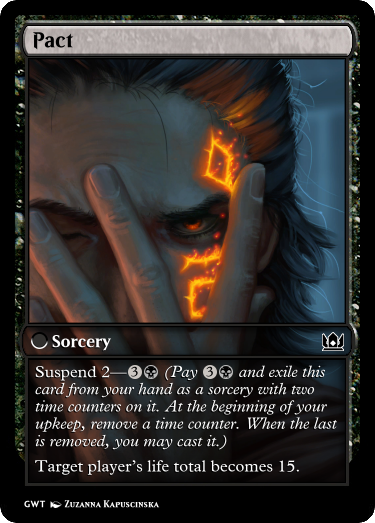 Pact
Sorcery
Suspend 2—3 (Pay 3 and exile this
card from your hand as a sorcery with two
time counters on it. At the beginning of your
upkeep, remove a time counter. When the last
is removed, you may cast it.)
Target player's life total becomes 15.
GWT Zuzanna Kapuscinska